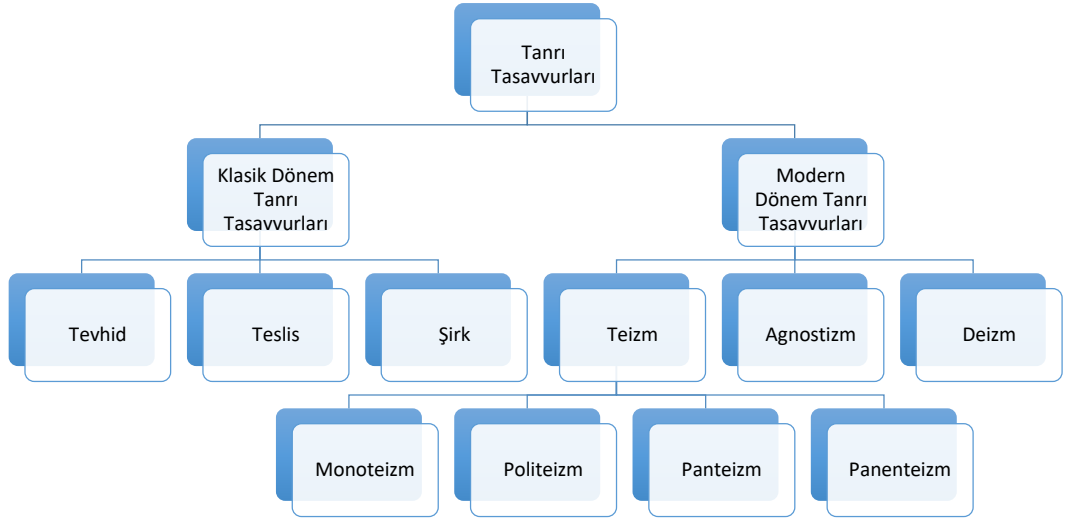 Tanrı
Tasavvurları
Klasik Dönem
Tanrı
Tasavvurları
Modern
Dönem Tanrı
Tasavvurları
Tevhid
Teslis
Şirk
Teizm
Agnostizm
Deizm
Monoteizm
Politeizm
Panteizm
Panenteizm